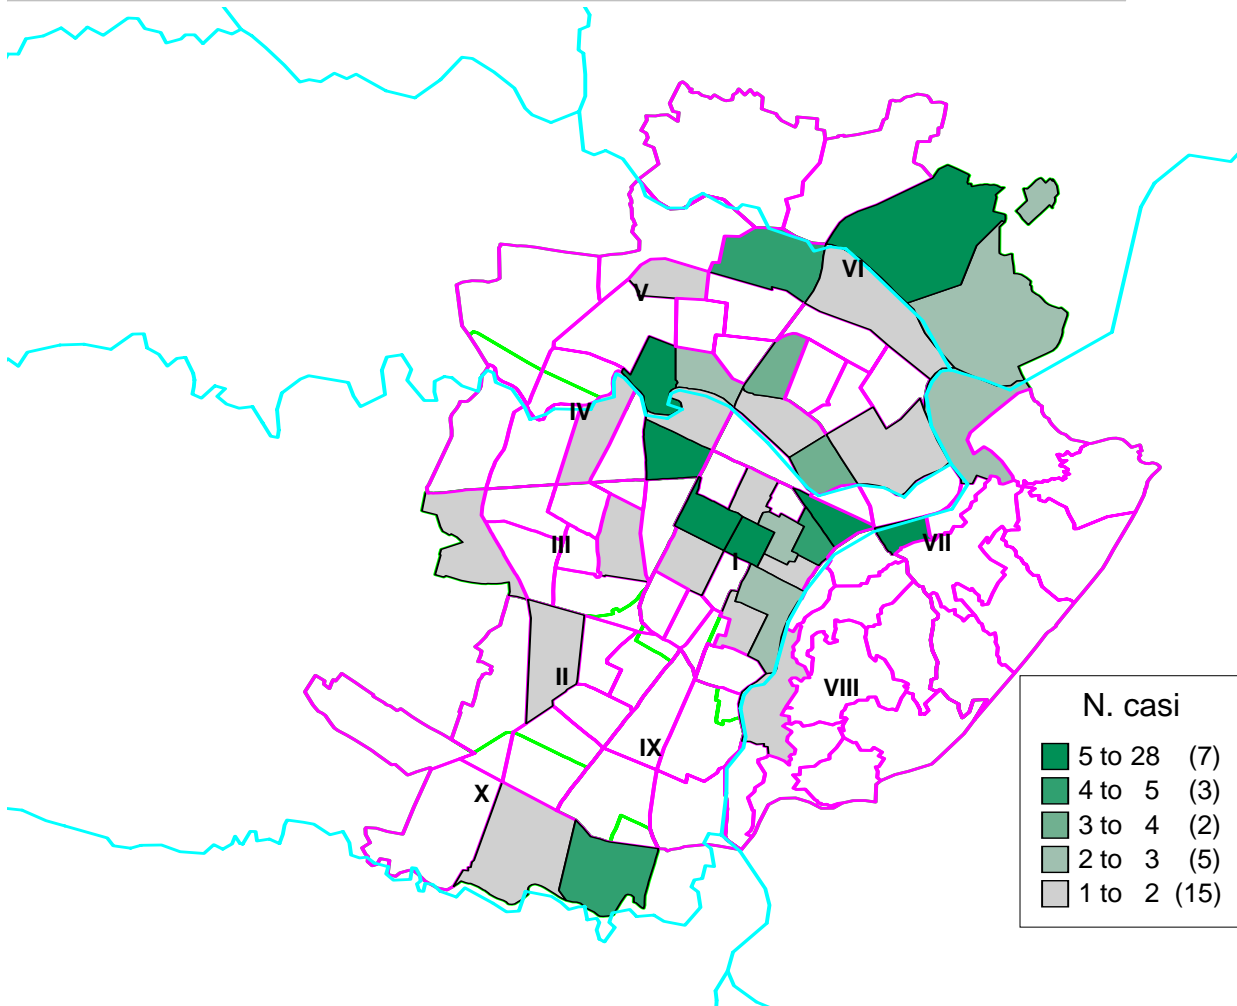 VI
V
IV
III
I
VII
II
VIII
IX
X
N. casi
5 to 28 (7)
4 to 5 (3)
3 to 4 (2)
2 to 3 (5)
1 to 2 (15)